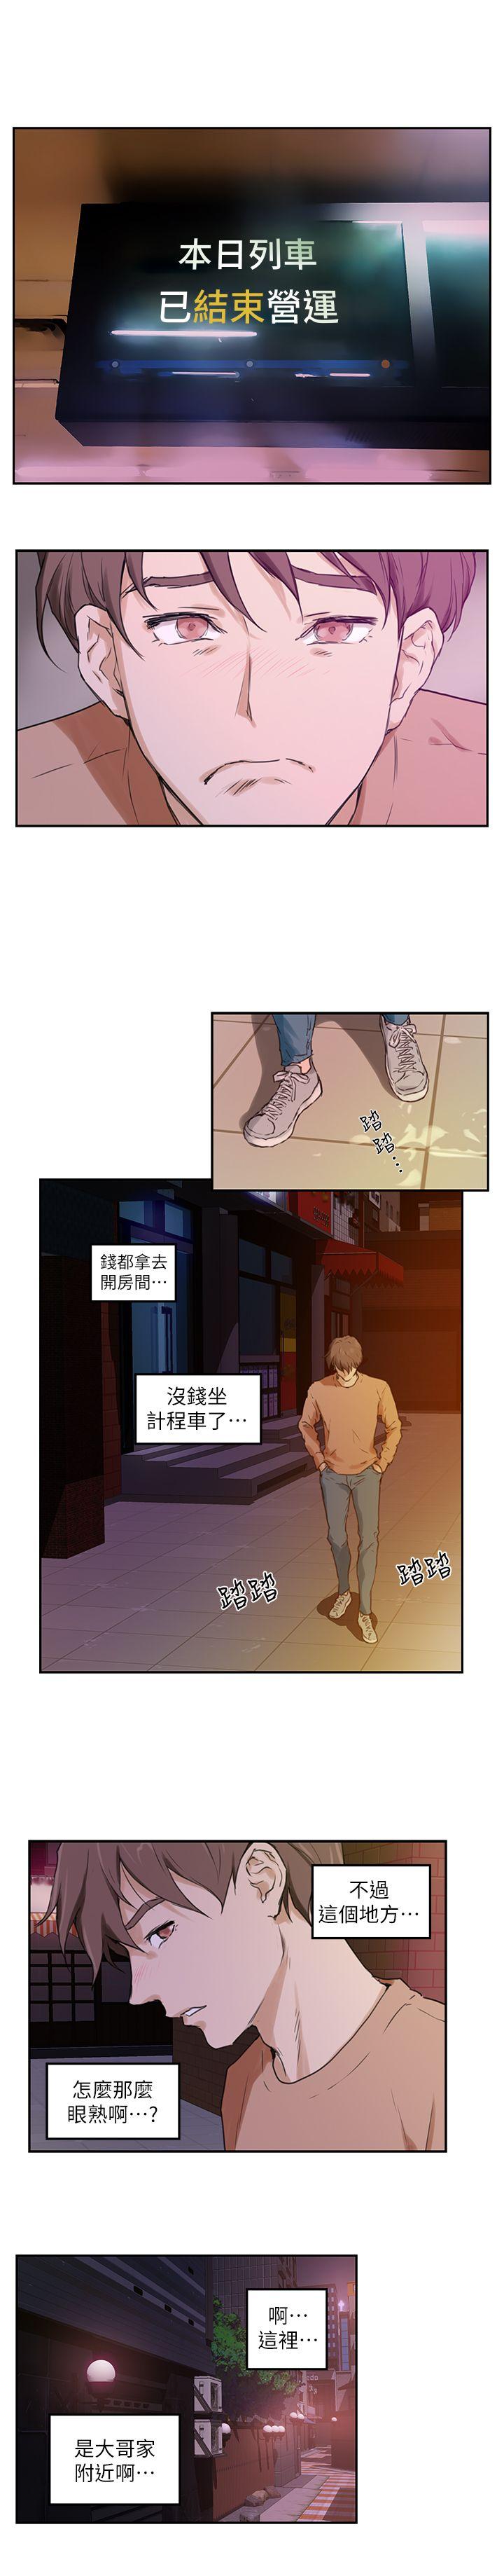 本日列車
已結束營運
踏
踏…
錢都拿去
開房間…
沒錢坐
計程車了…
踏踏
踏踏
不過
這個地方…
怎麼那麼
眼熟啊…?
啊…
這裡…
是大哥家
附近啊…